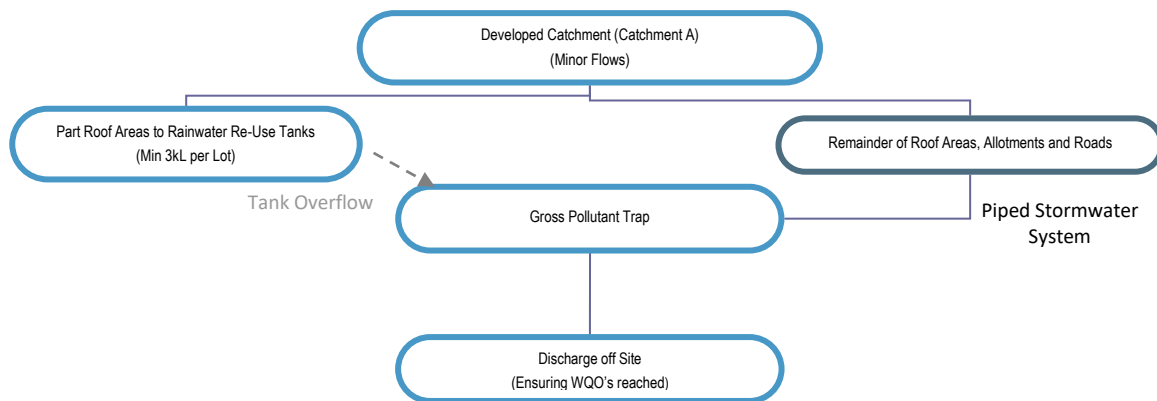 Developed Catchment (Catchment A)
(Minor Flows)
Part Roof Areas to Rainwater Re-Use Tanks
(Min 3kL per Lot)
Remainder of Roof Areas, Allotments and Roads
Tank Overflow
Gross Pollutant Trap
Piped Stormwater
System
Discharge off Site
(Ensuring WQO's reached)